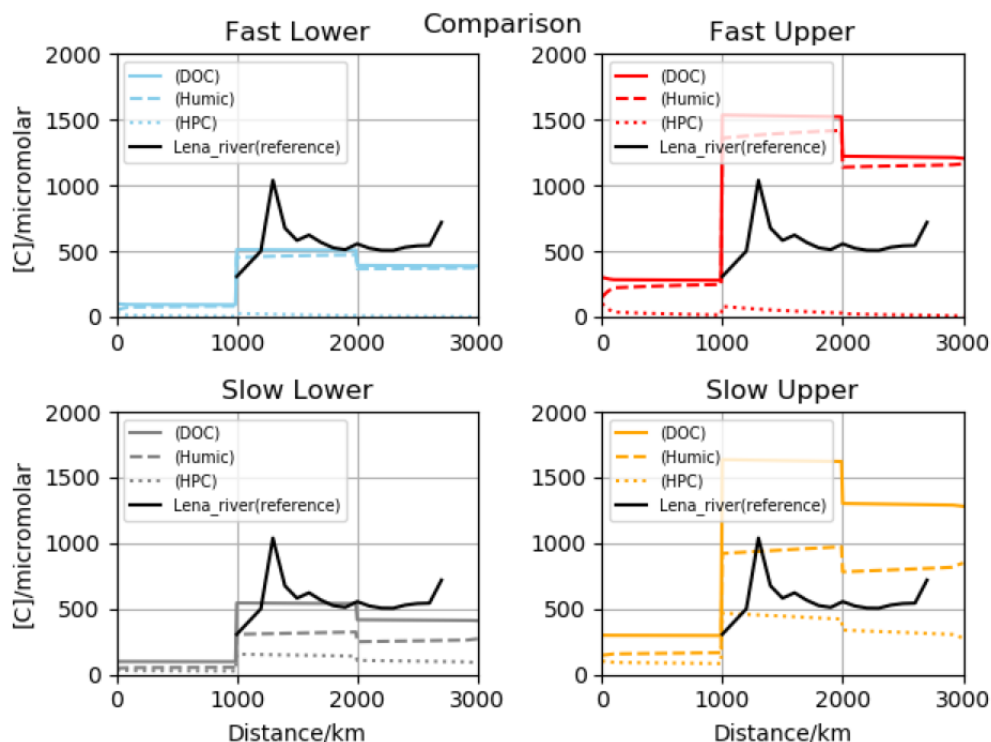 Comparison
Fast Lower
Fast Upper
[C]/micromolar
2000
1500
1000
500
0
(DOC)
(Humic)
(HPC)
Lena_river(reference)
0 1000 2000 3000
2000
1500
1000
500
0
(DOC)
(Humic)
(HPC)
Lena_river(reference)
0 1000 2000 3000
Slow Lower
Slow Upper
[C]/micromolar
2000
1500
1000
500
0
(DOC)
(Humic)
(HPC)
Lena_river(reference)
0 1000 2000 3000
Distance/km
2000
1500
1000
500
0
(DOC)
(Humic)
(HPC)
Lena_river(reference)
0 1000 2000 3000
Distance/km